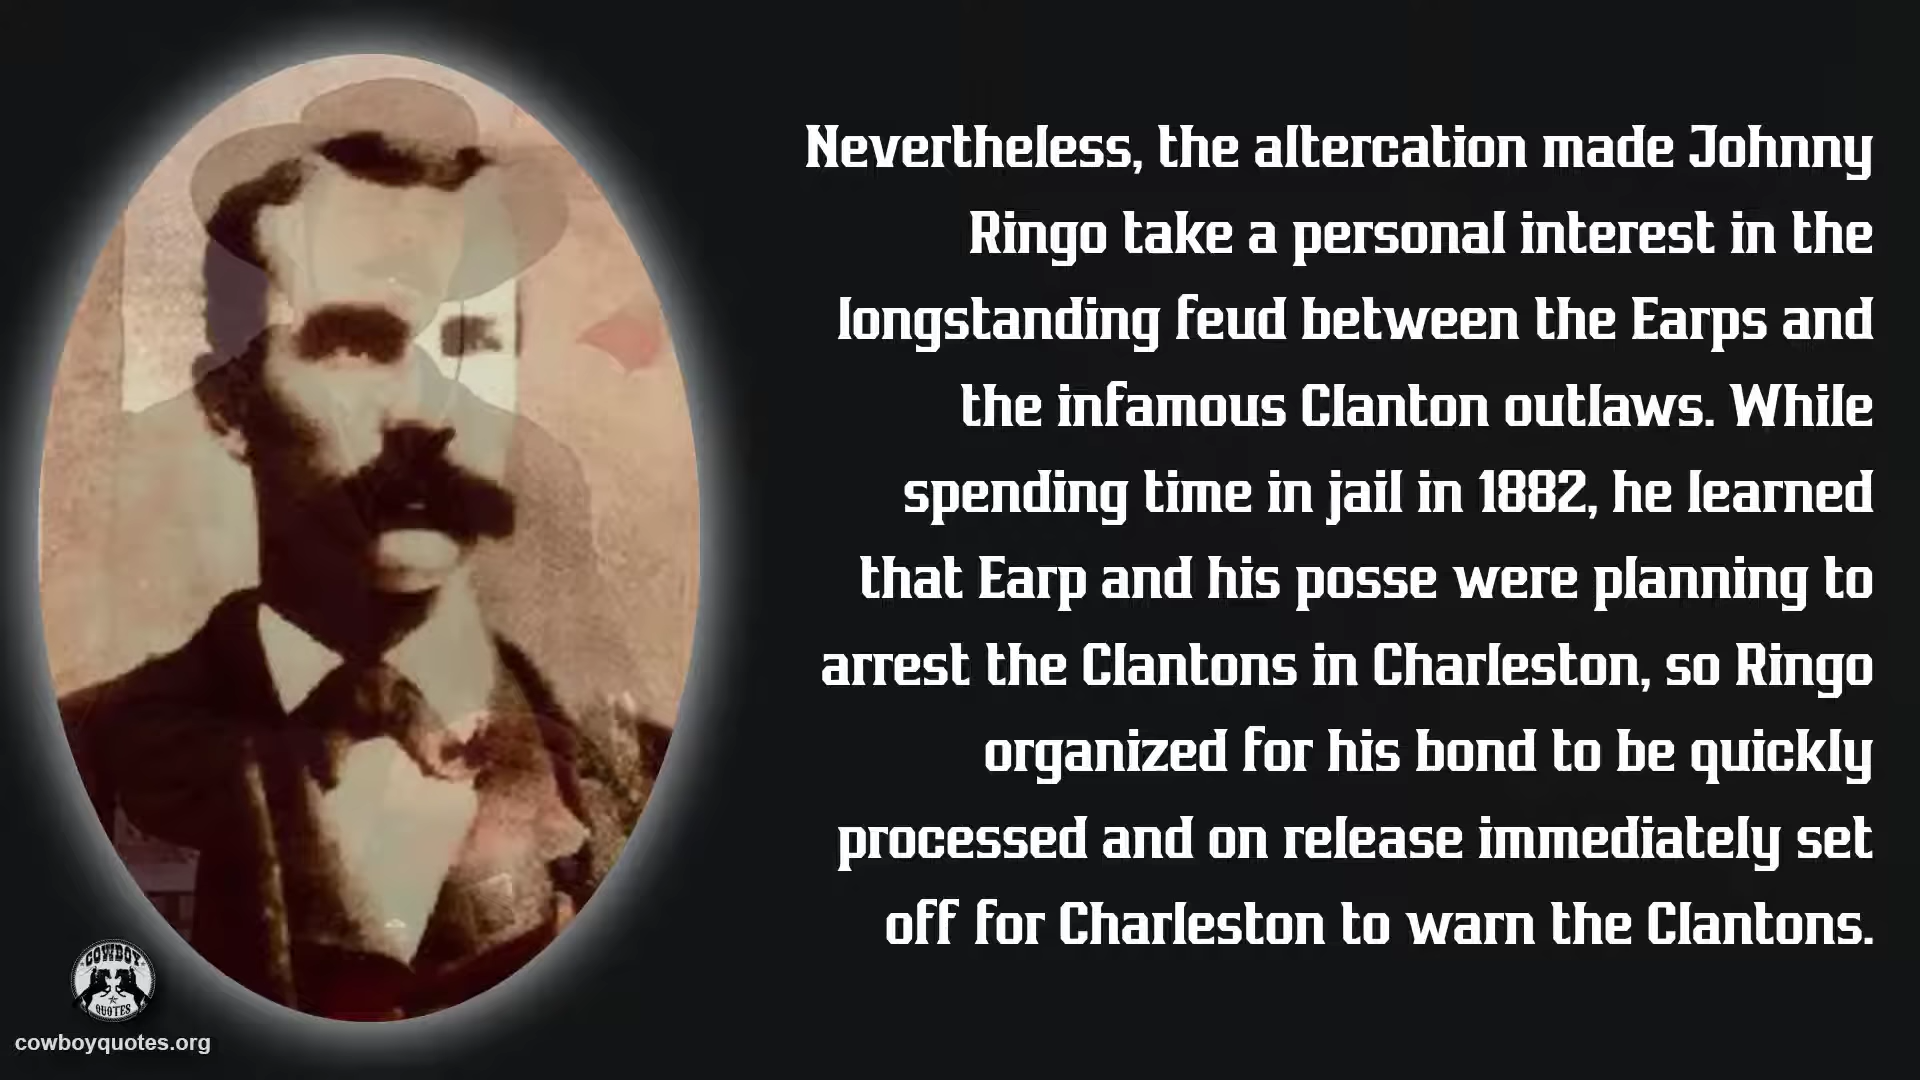 Nevertheless, the altercation made Johnny
Ringo take a personal interest in the
longstanding feud between the Earps and
the infamous Clanton outlaws. While
spending time in jail in 1882, he learned
that Earp and his posse were planning to
arrest the Clantons in Charleston, so Ringo
organized for his bond to be quickly
processed and on release immediately set
off for Charleston to warn the Clantons.
COWBOY
QUOTES
cowboyquotes.org